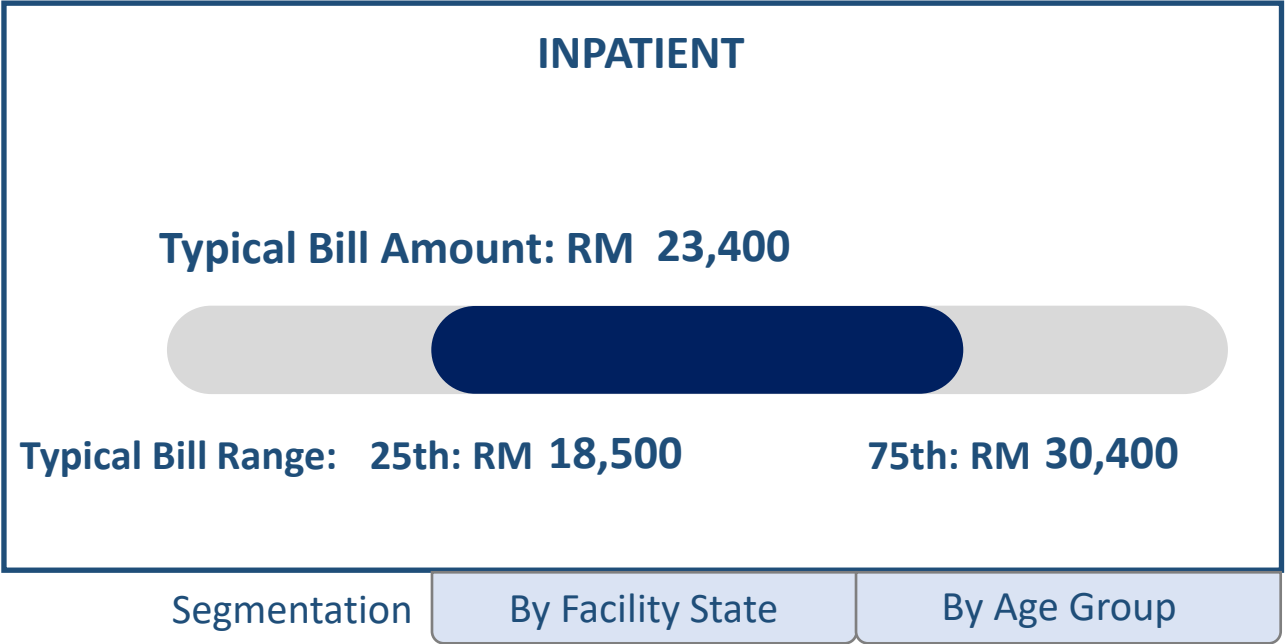 INPATIENT
Typical Bill Amount: RM 23,400
Typical Bill Range: 25th: RM 18,500 75th: RM 30,400
Segmentation By Facility State By Age Group